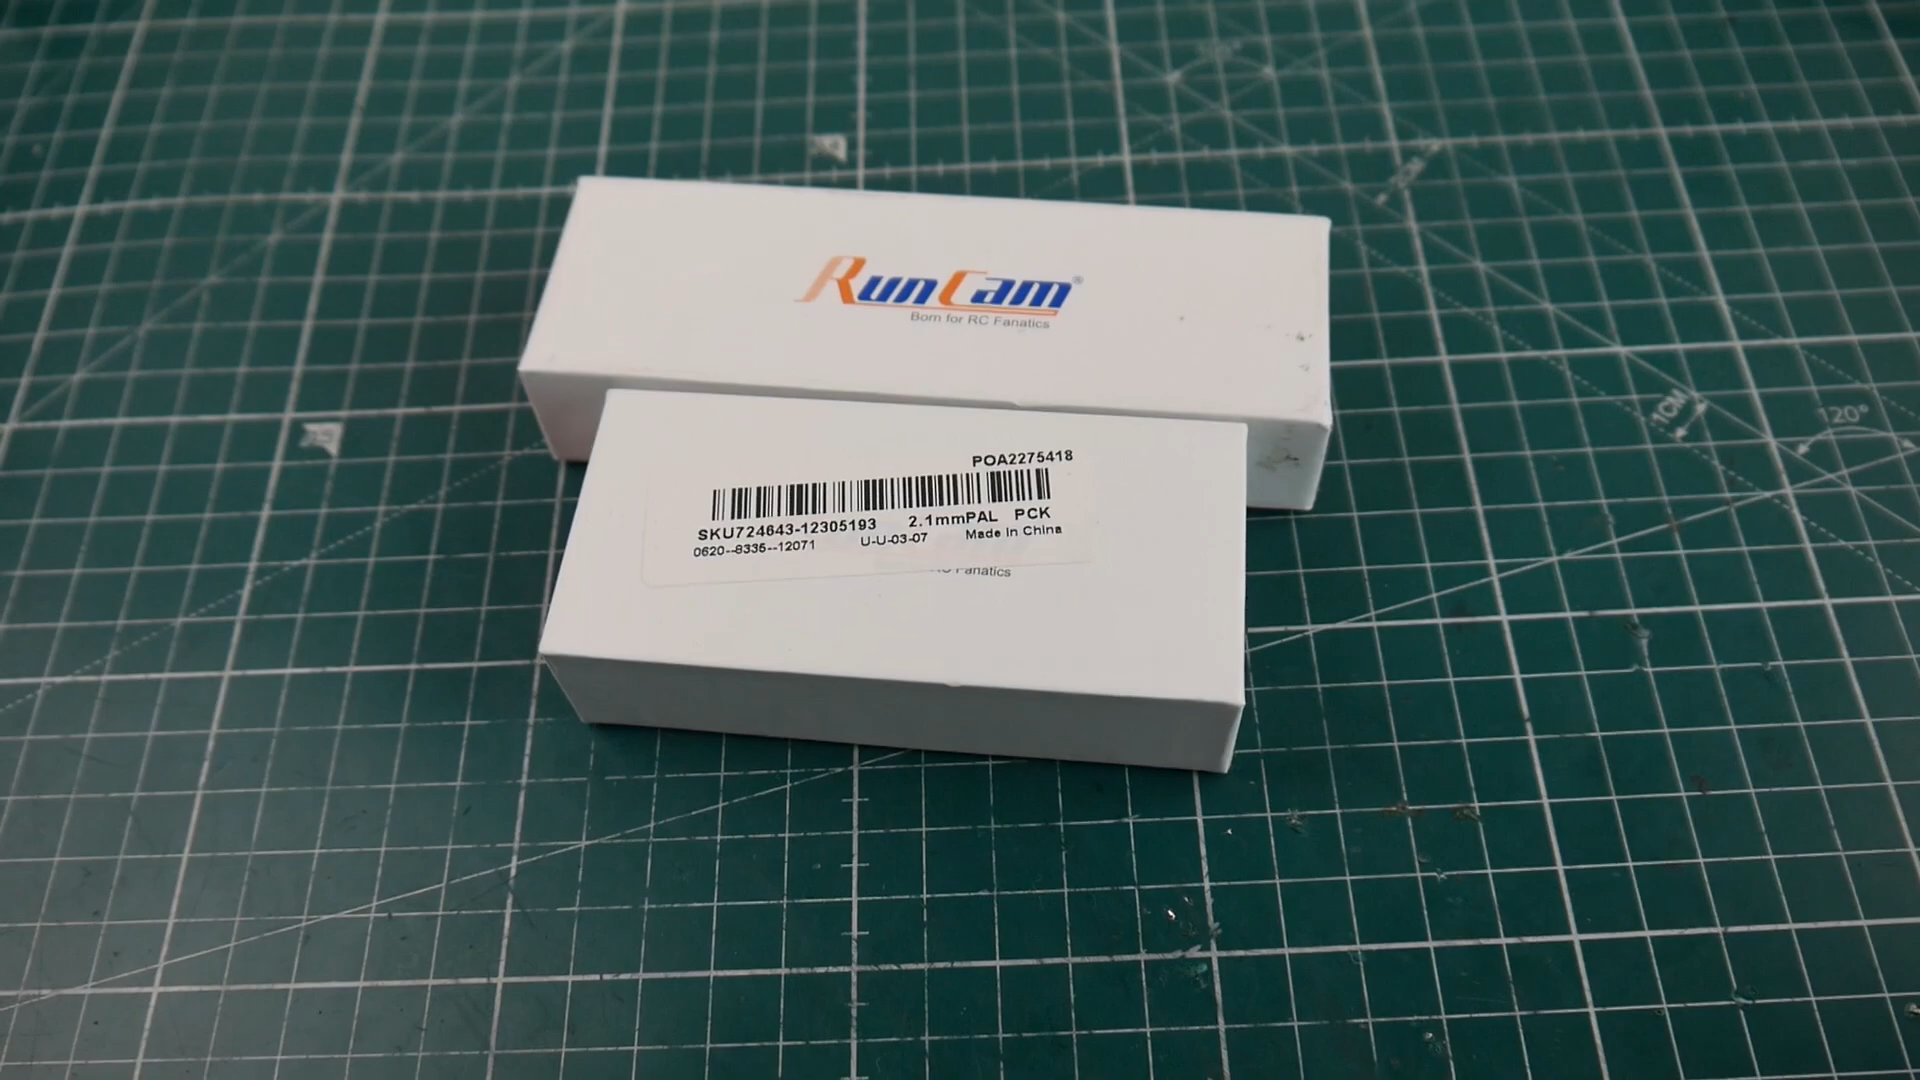 RunCam®
Born for RC Fanatics
POA2275418
SKU724643-12305193 2.1mmPAL PCK
0620--8335--12071 U-U-03-07 Made In China
Fanatics
1CM
120°